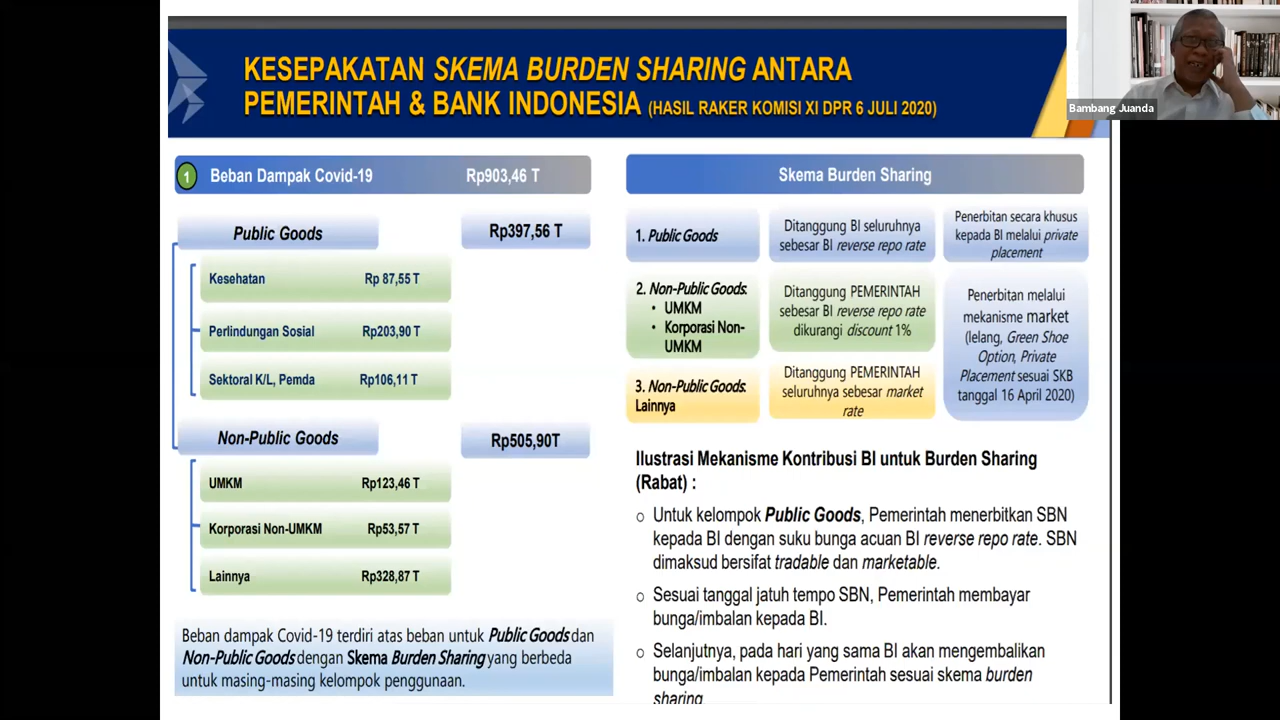 KESEPAKATAN SKEMA BURDEN SHARING ANTARA
PEMERINTAH & BANK INDONESIA (HASIL RAKER KOMISI XI DPR 6 JULI 2020)
Bambang Juanda
1 Beban Dampak Covid-19 Rp903,46 T
Public Goods Rp397,56 T
Kesehatan Rp 87,55 T
Perlindungan Sosial Rp203,90 T
Sektoral K/L, Pemda Rp106,11 T
Non-Public Goods Rp505,90T
UMKM Rp123,46 T
Korporasi Non-UMKM Rp53,57 T
Lainnya Rp328,87 T
Beban dampak Covid-19 terdiri atas beban untuk Public Goods dan
Non-Public Goods dengan Skema Burden Sharing yang berbeda
untuk masing-masing kelompok penggunaan.
Skema Burden Sharing
1. Public Goods
Ditanggung BI seluruhnya
sebesar BI reverse repo rate
Penerbitan secara khusus
kepada BI melalui private
placement
2. Non-Public Goods:
• UMKM
• Korporasi Non-
UMKM
Ditanggung PEMERINTAH
sebesar BI reverse repo rate
dikurangi discount 1%
Penerbitan melalui
mekanisme market
(lelang, Green Shoe
Option, Private
Placement sesuai SKB
tanggal 16 April 2020)
3. Non-Public Goods:
Lainnya
Ditanggung PEMERINTAH
seluruhnya sebesar market
rate
Ilustrasi Mekanisme Kontribusi BI untuk Burden Sharing
(Rabat) :
o Untuk kelompok Public Goods, Pemerintah menerbitkan SBN
kepada BI dengan suku bunga acuan BI reverse repo rate. SBN
dimaksud bersifat tradable dan marketable.
o Sesuai tanggal jatuh tempo SBN, Pemerintah membayar
bunga/imbalan kepada BI.
o Selanjutnya, pada hari yang sama BI akan mengembalikan
bunga/imbalan kepada Pemerintah sesuai skema burden
sharing.